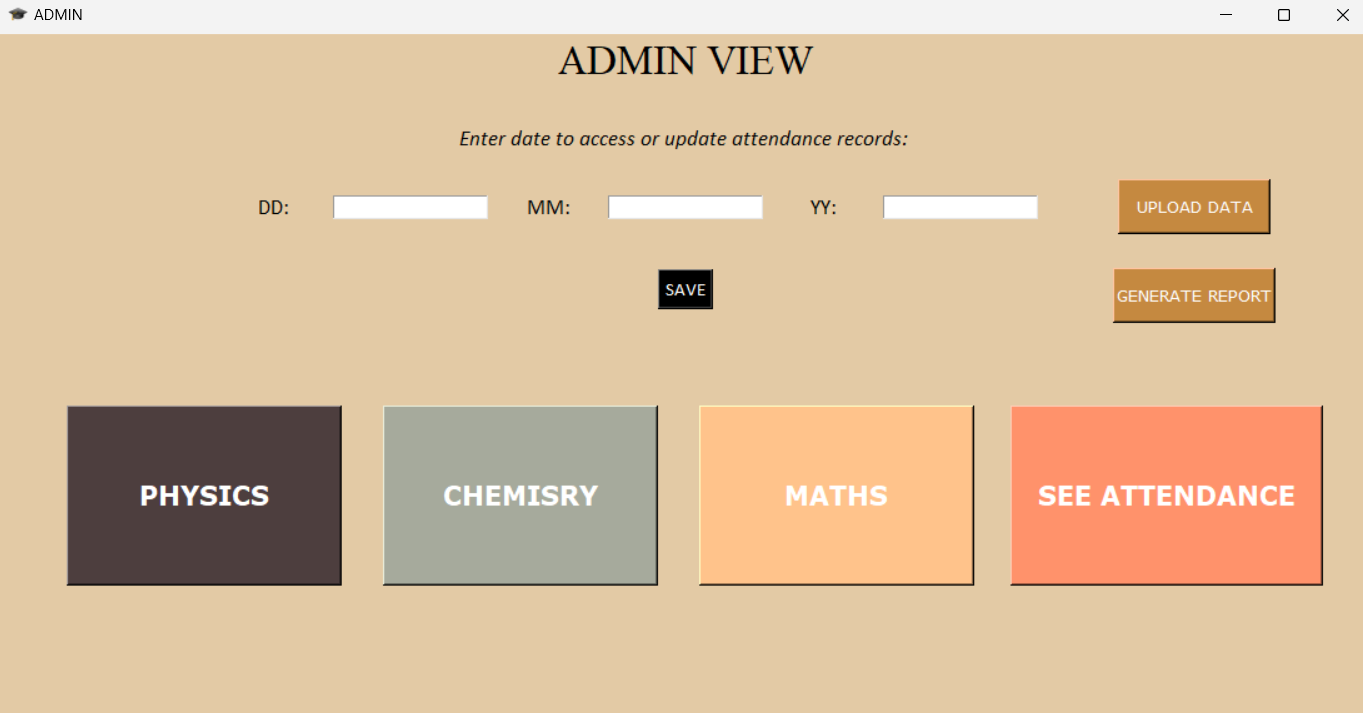 ADMIN
ADMIN VIEW
Enter date to access or update attendance records:
DD: MM: YY: UPLOAD DATA
SAVE GENERATE REPORT
PHYSICS CHEMISRY MATHS SEE ATTENDANCE